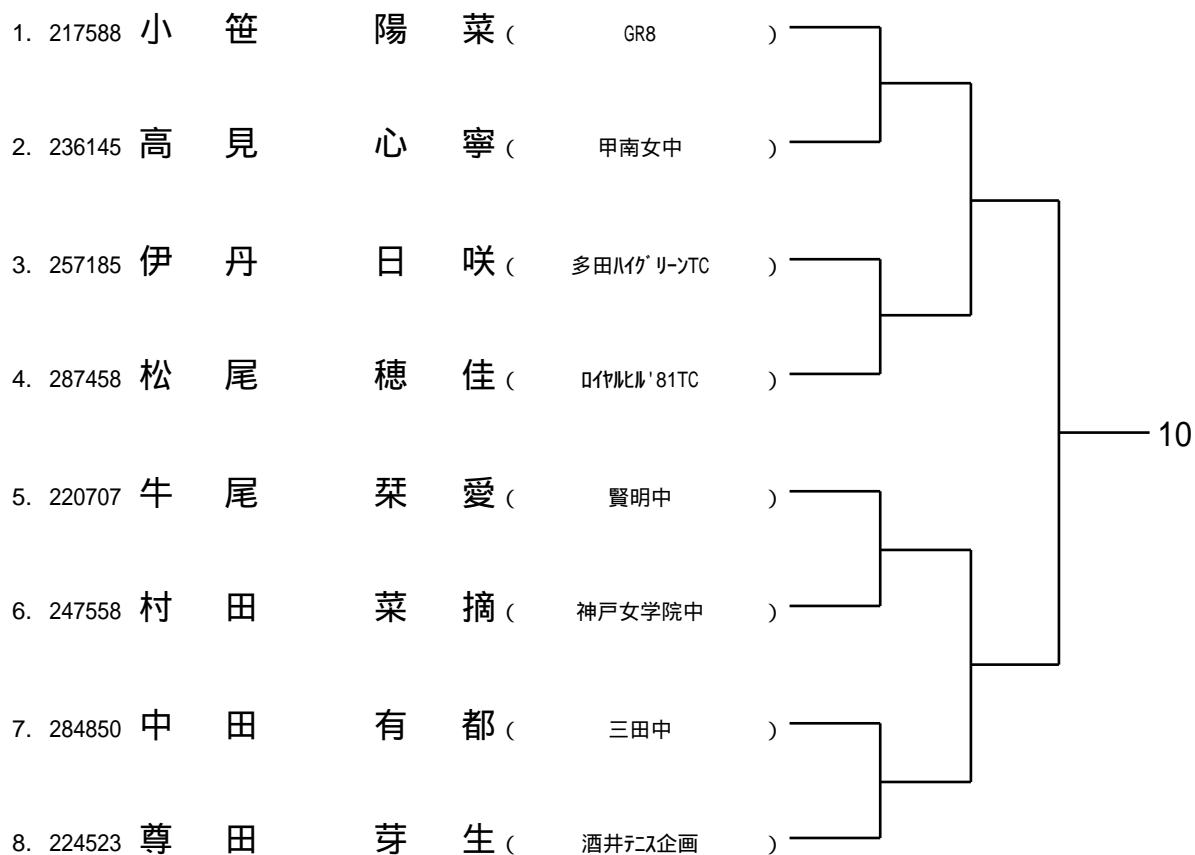 1. 217588 小 笹 陽 菜 ( GR8 )
2. 236145 高 見 心 寧 ( 甲南女中 )
3. 257185 伊 丹 日 咲 ( 多田ﾊｲｸﾞﾘｰﾝTC )
4. 287458 松 尾 穂 佳 ( ﾛｲﾔﾙﾋﾙ'81TC )
10
5. 220707 牛 尾 栞 愛 ( 賢明中 )
6. 247558 村 田 菜 摘 ( 神戸女学院中 )
7. 284850 中 田 有 都 ( 三田中 )
8. 224523 尊 田 芽 生 ( 酒井ﾃﾆｽ企画 )